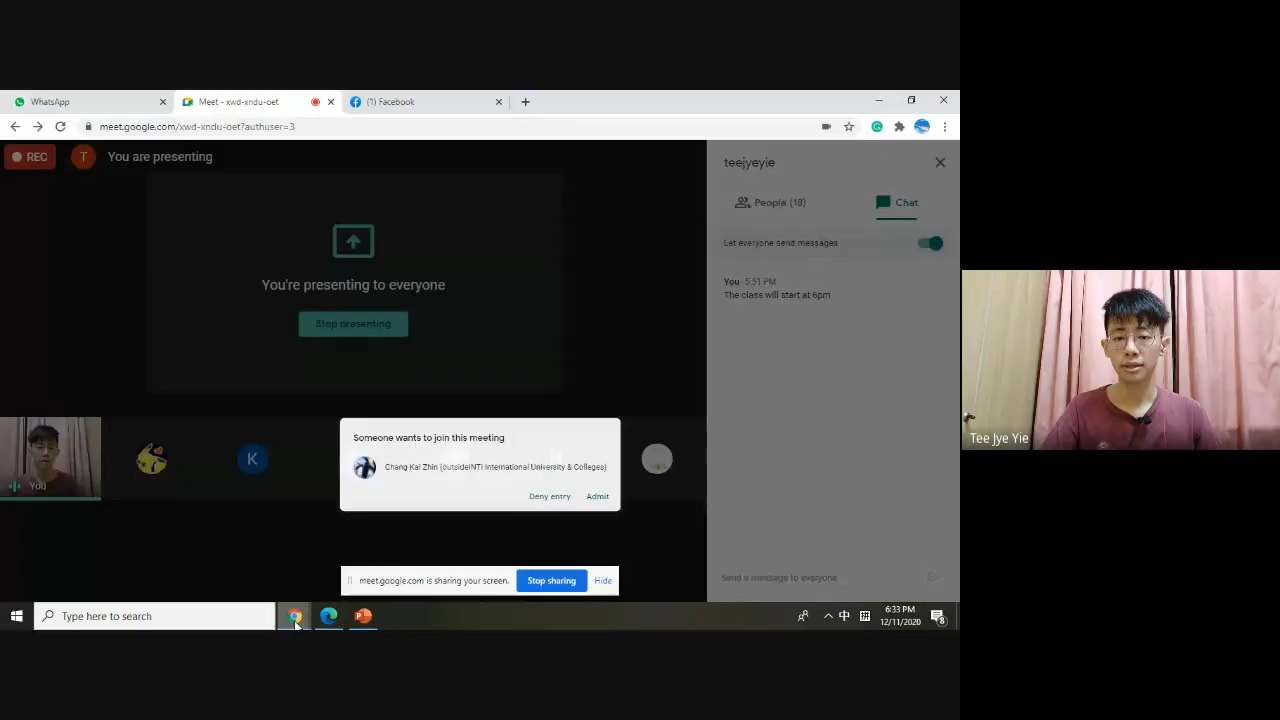 WhatsApp
Meet - xwd-xndu-oet
(1) Facebook
meet.google.com/xwd-xndu-oet?authuser=3
REC
T
You are presenting
teejyeyie
People (18)
Chat
Let everyone send messages
You 5:51 PM
The class will start at 6pm
You're presenting to everyone
Stop presenting
You
K
Someone wants to join this meeting
Chang Kai Zhin (outsideINTI International University & Colleges)
Deny entry
Admit
Tee Jye Yie
Send a message to everyone
meet.google.com is sharing your screen.
Stop sharing
Hide
Type here to search
中
拼
6:33 PM
12/11/2020
8